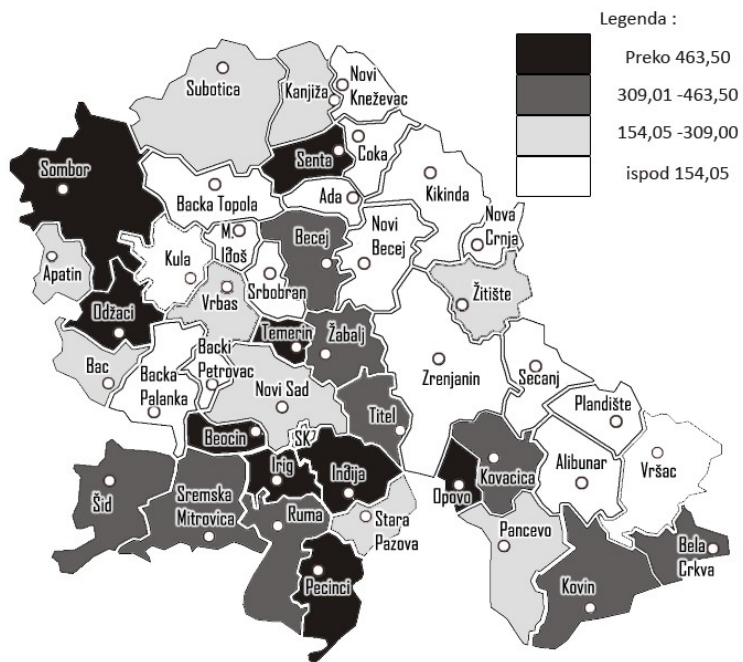 Legenda :
Preko 463,50
309,01 -463,50
154,05 -309,00
ispod 154,05
Subotica
Kanjiža
Novi
Kneževac
Sombor
Senta
Coka
Backa Topola
Ada
Kikinda
Nova
Crnja
Apatin
Kula
M.
Iđoš
Becej
Novi
Becej
Srbobran
Vrbas
Žitište
Odžaci
Temerin
Žabalj
Bac
Backa
Palanka
Backi
Petrovac
Novi Sad
Zrenjanin
Secanj
Titel
Plandište
Beocin
SK
Irig
Inđija
Opovo
Kovacica
Alibunar
Vršac
Šid
Sremska
Mitrovica
Ruma
Stara
Pazova
Pancevo
Pecinci
Kovin
Bela
Crkva